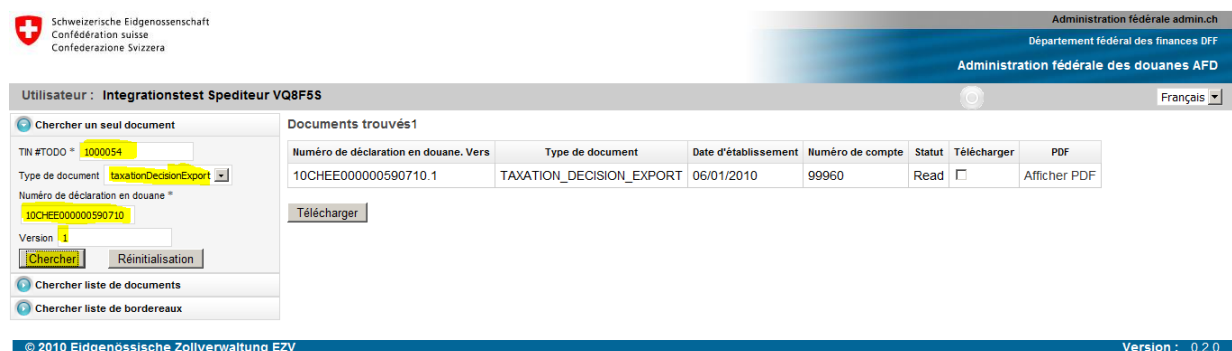 Schweizerische Eidgenossenschaft
Confédération suisse
Confederazione Svizzera
Administration fédérale admin.ch
Département fédéral des finances DFF
Administration fédérale des douanes AFD
Utilisateur : Integrationstest Spediteur VQ8F5S
Français
Chercher un seul document
TIN #TODO * 1000054
Type de document taxationDecisionExport
Numéro de déclaration en douane *
10CHEE000000590710
Version 1
Chercher Réinitialisation
Chercher liste de documents
Chercher liste de bordereaux
Documents trouvés1
Numéro de déclaration en douane. Vers Type de document Date d'établissement Numéro de compte Statut Télécharger PDF
10CHEE000000590710.1 TAXATION_DECISION_EXPORT 06/01/2010 99960 Read Afficher PDF
Télécharger
© 2010 Eidgenössische Zollverwaltung EZV
Version : 0.2.0